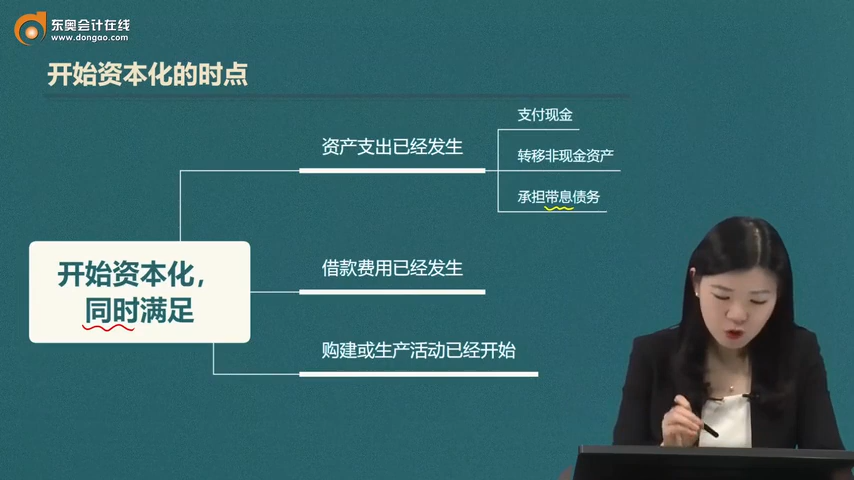 东奥会计在线
www.dongao.com
开始资本化的时点
支付现金
资产支出已经发生
转移非现金资产
承担带息债务
开始资本化，
同时满足
借款费用已经发生
购建或生产活动已经开始